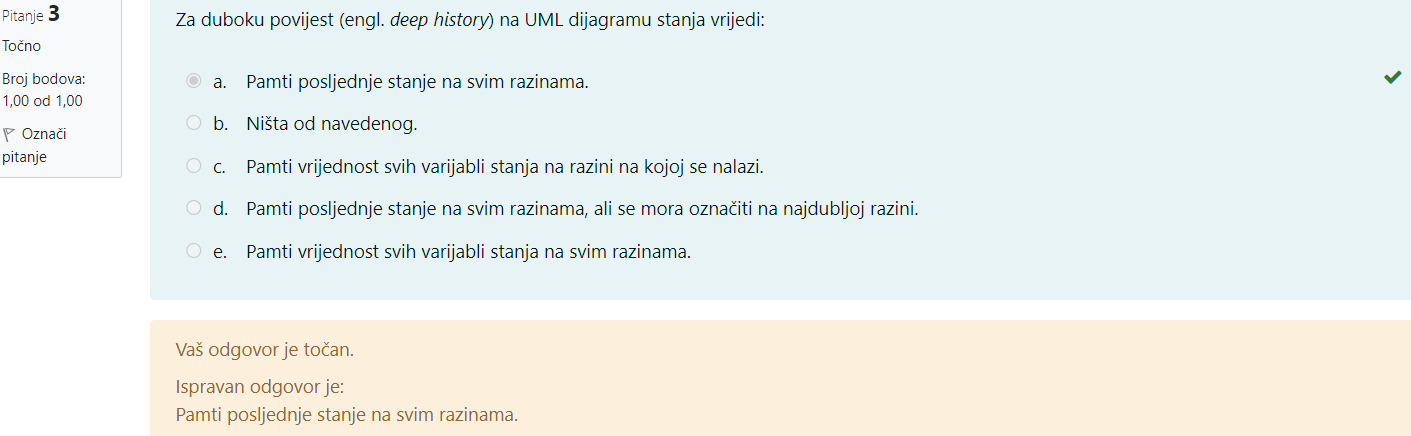 Pitanje 3
Točno
Broj bodova:
1,00 od 1,00
Označi
pitanje
Za duboku povijest (engl. deep history) na UML dijagramu stanja vrijedi:
a. Pamti posljednje stanje na svim razinama.
b. Ništa od navedenog.
c. Pamti vrijednost svih varijabli stanja na razini na kojoj se nalazi.
d. Pamti posljednje stanje na svim razinama, ali se mora označiti na najdubljoj razini.
e. Pamti vrijednost svih varijabli stanja na svim razinama.
Vaš odgovor je točan.
Ispravan odgovor je:
Pamti posljednje stanje na svim razinama.